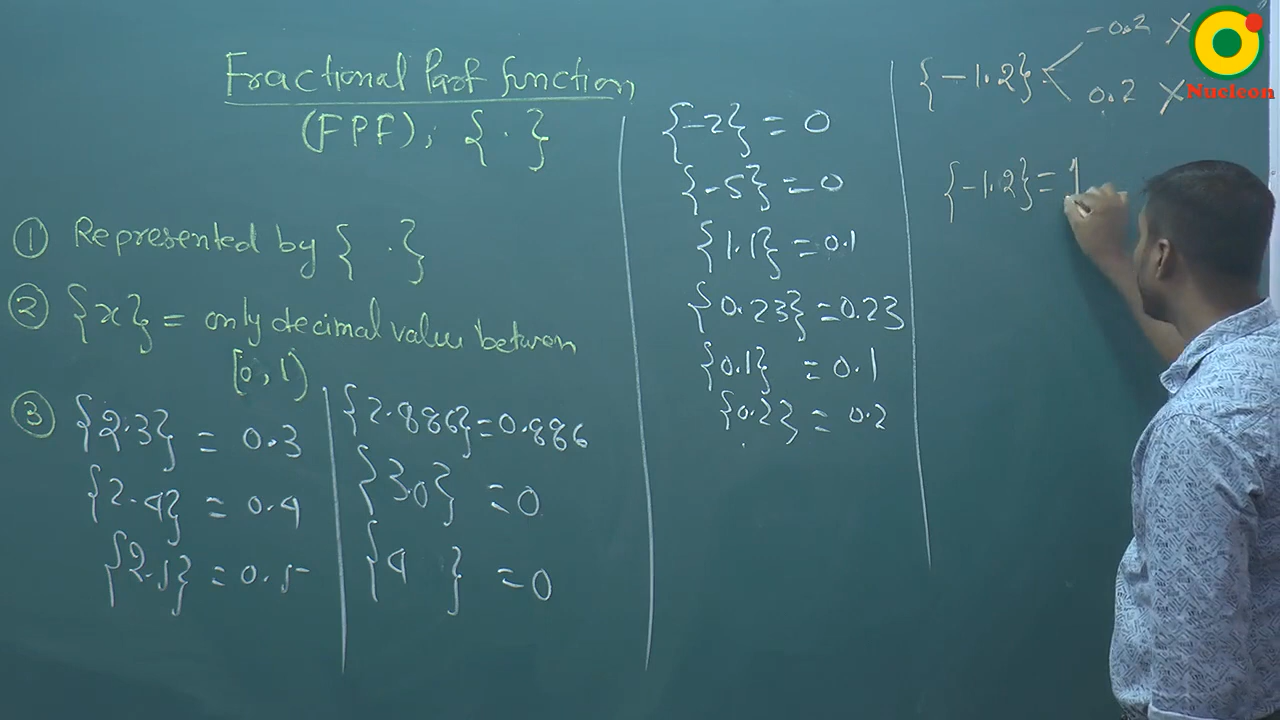 Fractional Part function
(FPF), { . }
① Represented by { . }
② {x} = only decimal value between
[0, 1)
③ {2.3} = 0.3
{2.4} = 0.4
{2.5} = 0.5
{2.886} = 0.886
{3.0} = 0
{4 } = 0
{-2} = 0
{-5} = 0
{1.1} = 0.1
{0.23} = 0.23
{0.1} = 0.1
{0.2} = 0.2
-0.2 ×
{-1.2}
0.2 ×
{-1.2} = 1
Nucleon